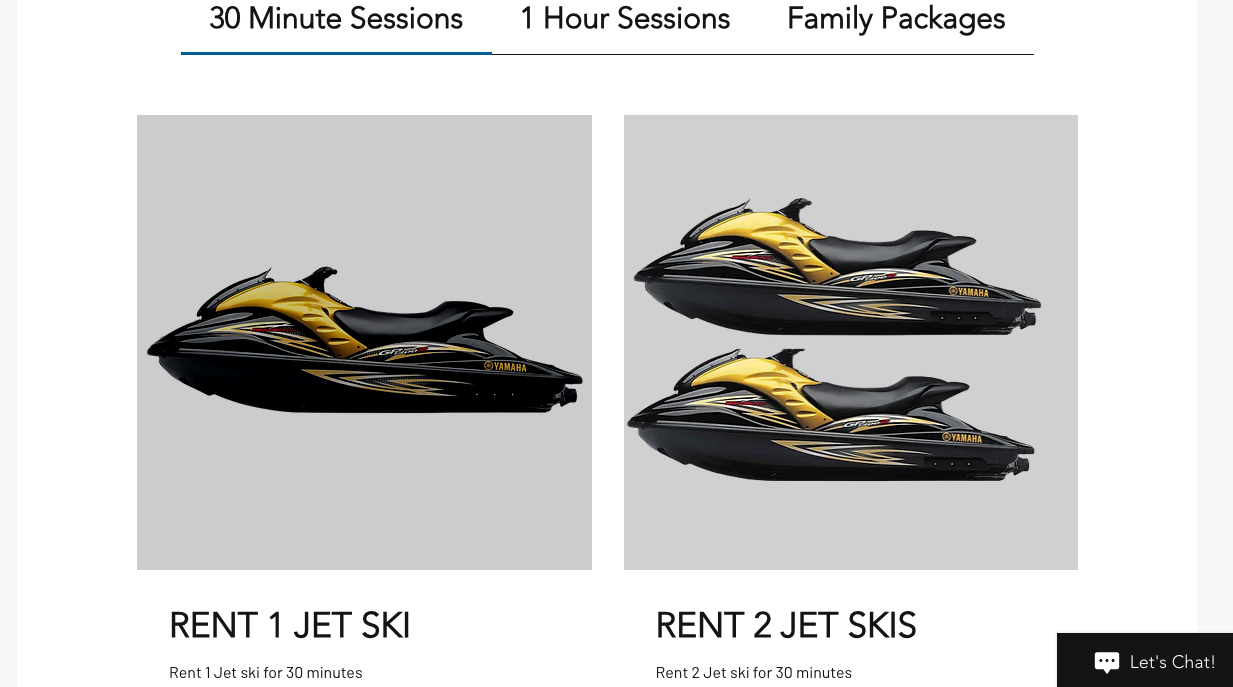 30 Minute Sessions
1 Hour Sessions
Family Packages
YAMAHA
YAMAHA
YAMAHA
RENT 1 JET SKI
RENT 2 JET SKIS
Rent 1 Jet ski for 30 minutes
Rent 2 Jet ski for 30 minutes
Let's Chat!